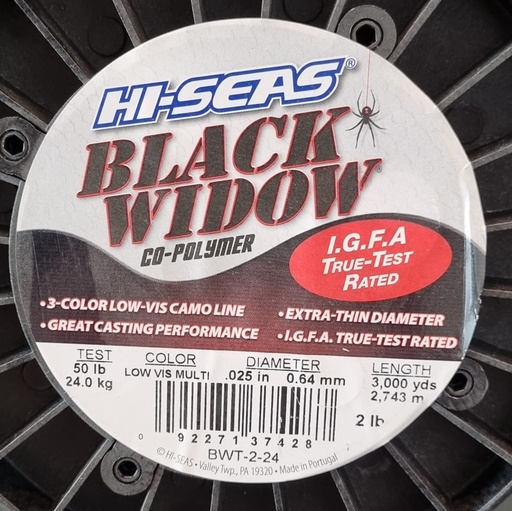 HI-SEAS®
BLACK
WIDOW®
CO-POLYMER
I.G.F.A
TRUE-TEST
RATED
•3-COLOR LOW-VIS CAMO LINE
•GREAT CASTING PERFORMANCE
•EXTRA-THIN DIAMETER
•I.G.F.A. TRUE-TEST RATED
TEST
50 lb
24.0 kg
COLOR
LOW VIS MULTI
DIAMETER
.025 in 0.64 mm
LENGTH
3,000 yds
2,743 m
2 lb
0 92271 37428
BWT-2-24
©HI-SEAS • Valley Twp., PA 19320 • Made in Portugal